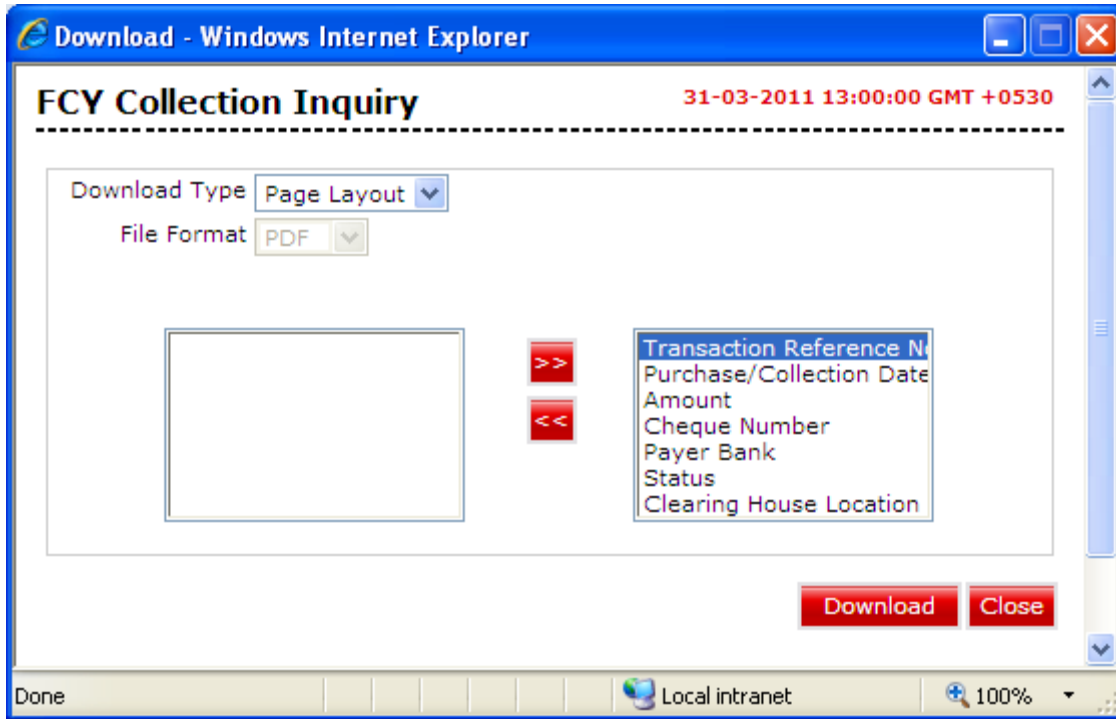 Download - Windows Internet Explorer
FCY Collection Inquiry
31-03-2011 13:00:00 GMT +0530
Download Type Page Layout
File Format PDF
>>
<<
Transaction Reference
Purchase/Collection Date
Amount
Cheque Number
Payer Bank
Status
Clearing House Location
Download Close
Done Local intranet 100%